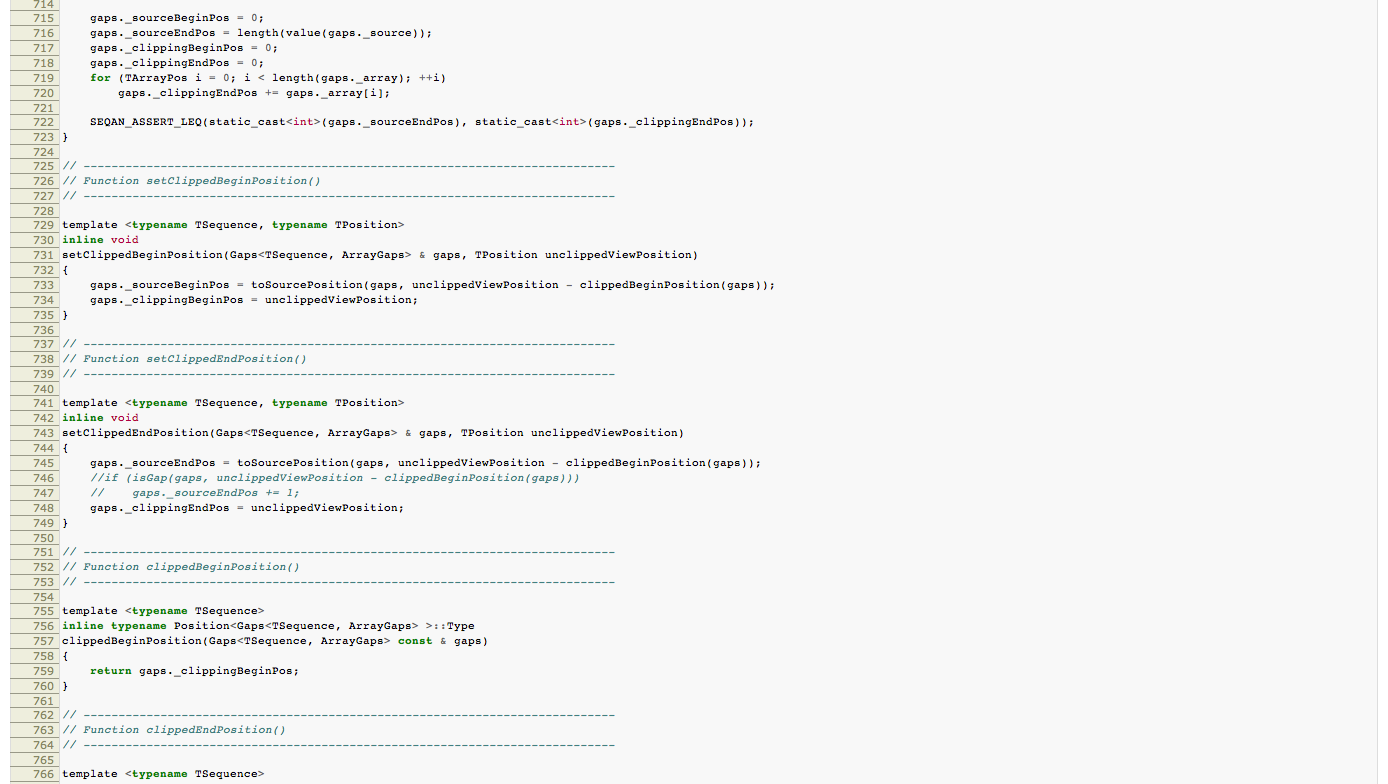 714
715     gaps._sourceBeginPos = 0;
716     gaps._sourceEndPos = length(value(gaps._source));
717     gaps._clippingBeginPos = 0;
718     gaps._clippingEndPos = 0;
719     for (TArrayPos i = 0; i < length(gaps._array); ++i)
720         gaps._clippingEndPos += gaps._array[i];
721
722     SEQAN_ASSERT_LEQ(static_cast<int>(gaps._sourceEndPos), static_cast<int>(gaps._clippingEndPos));
723 }
724
725 // ----------------------------------------------------------------------------
726 // Function setClippedBeginPosition()
727 // ----------------------------------------------------------------------------
728
729 template <typename TSequence, typename TPosition>
730 inline void
731 setClippedBeginPosition(Gaps<TSequence, ArrayGaps> & gaps, TPosition unclippedViewPosition)
732 {
733     gaps._sourceBeginPos = toSourcePosition(gaps, unclippedViewPosition - clippedBeginPosition(gaps));
734     gaps._clippingBeginPos = unclippedViewPosition;
735 }
736
737 // ----------------------------------------------------------------------------
738 // Function setClippedEndPosition()
739 // ----------------------------------------------------------------------------
740
741 template <typename TSequence, typename TPosition>
742 inline void
743 setClippedEndPosition(Gaps<TSequence, ArrayGaps> & gaps, TPosition unclippedViewPosition)
744 {
745     gaps._sourceEndPos = toSourcePosition(gaps, unclippedViewPosition - clippedBeginPosition(gaps));
746     //if (isGap(gaps, unclippedViewPosition - clippedBeginPosition(gaps)))
747     //    gaps._sourceEndPos += 1;
748     gaps._clippingEndPos = unclippedViewPosition;
749 }
750
751 // ----------------------------------------------------------------------------
752 // Function clippedBeginPosition()
753 // ----------------------------------------------------------------------------
754
755 template <typename TSequence>
756 inline typename Position<Gaps<TSequence, ArrayGaps> >::Type
757 clippedBeginPosition(Gaps<TSequence, ArrayGaps> const & gaps)
758 {
759     return gaps._clippingBeginPos;
760 }
761
762 // ----------------------------------------------------------------------------
763 // Function clippedEndPosition()
764 // ----------------------------------------------------------------------------
765
766 template <typename TSequence>